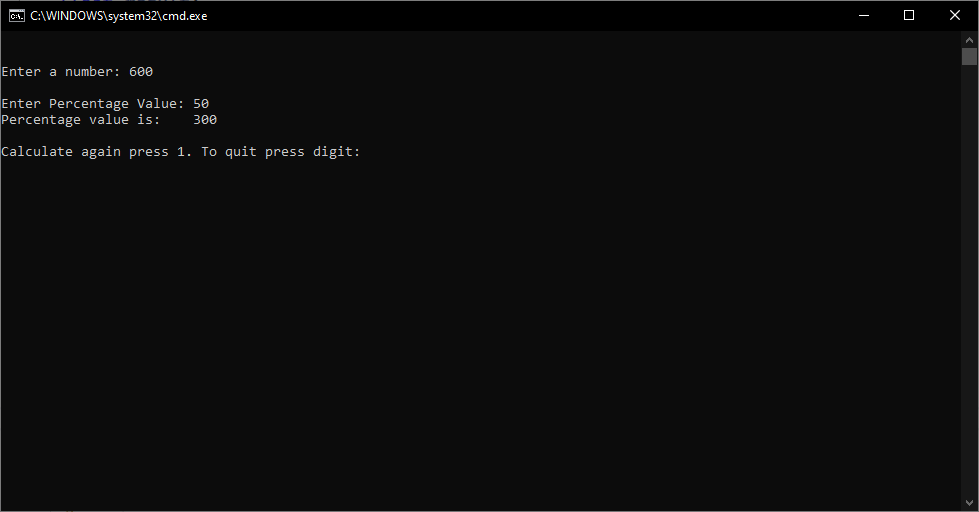 C:\WINDOWS\system32\cmd.exe
Enter a number: 600
Enter Percentage Value: 50
Percentage value is:    300
Calculate again press 1. To quit press digit: